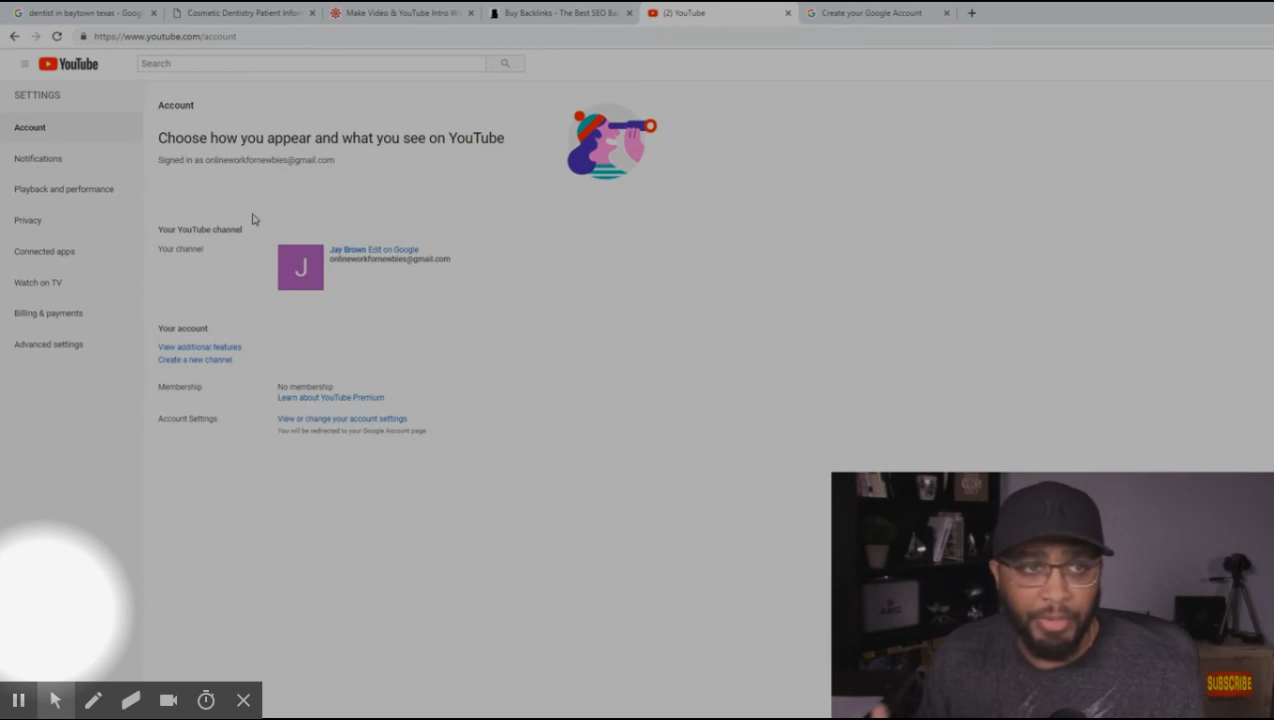 dentist in baytown texas - Goog
Cosmetic Dentistry Patient Infor
Make Video & YouTube Intro Wi
Buy Backlinks - The Best SEO Ba
(2) YouTube
Create your Google Account
https://www.youtube.com/account
YouTube
Search
SETTINGS
Account
Notifications
Playback and performance
Privacy
Connected apps
Watch on TV
Billing & payments
Advanced settings
Account
Choose how you appear and what you see on YouTube
Signed in as onlineworkfornewbies@gmail.com
Your YouTube channel
Your channel
J
Jay Brown Edit on Google
onlineworkfornewbies@gmail.com
Your account
View additional features
Create a new channel
Membership: No membership
Learn about YouTube Premium
Account Settings View or change your account settings
You will be redirected to your Google Account page
SUBSCRIBE